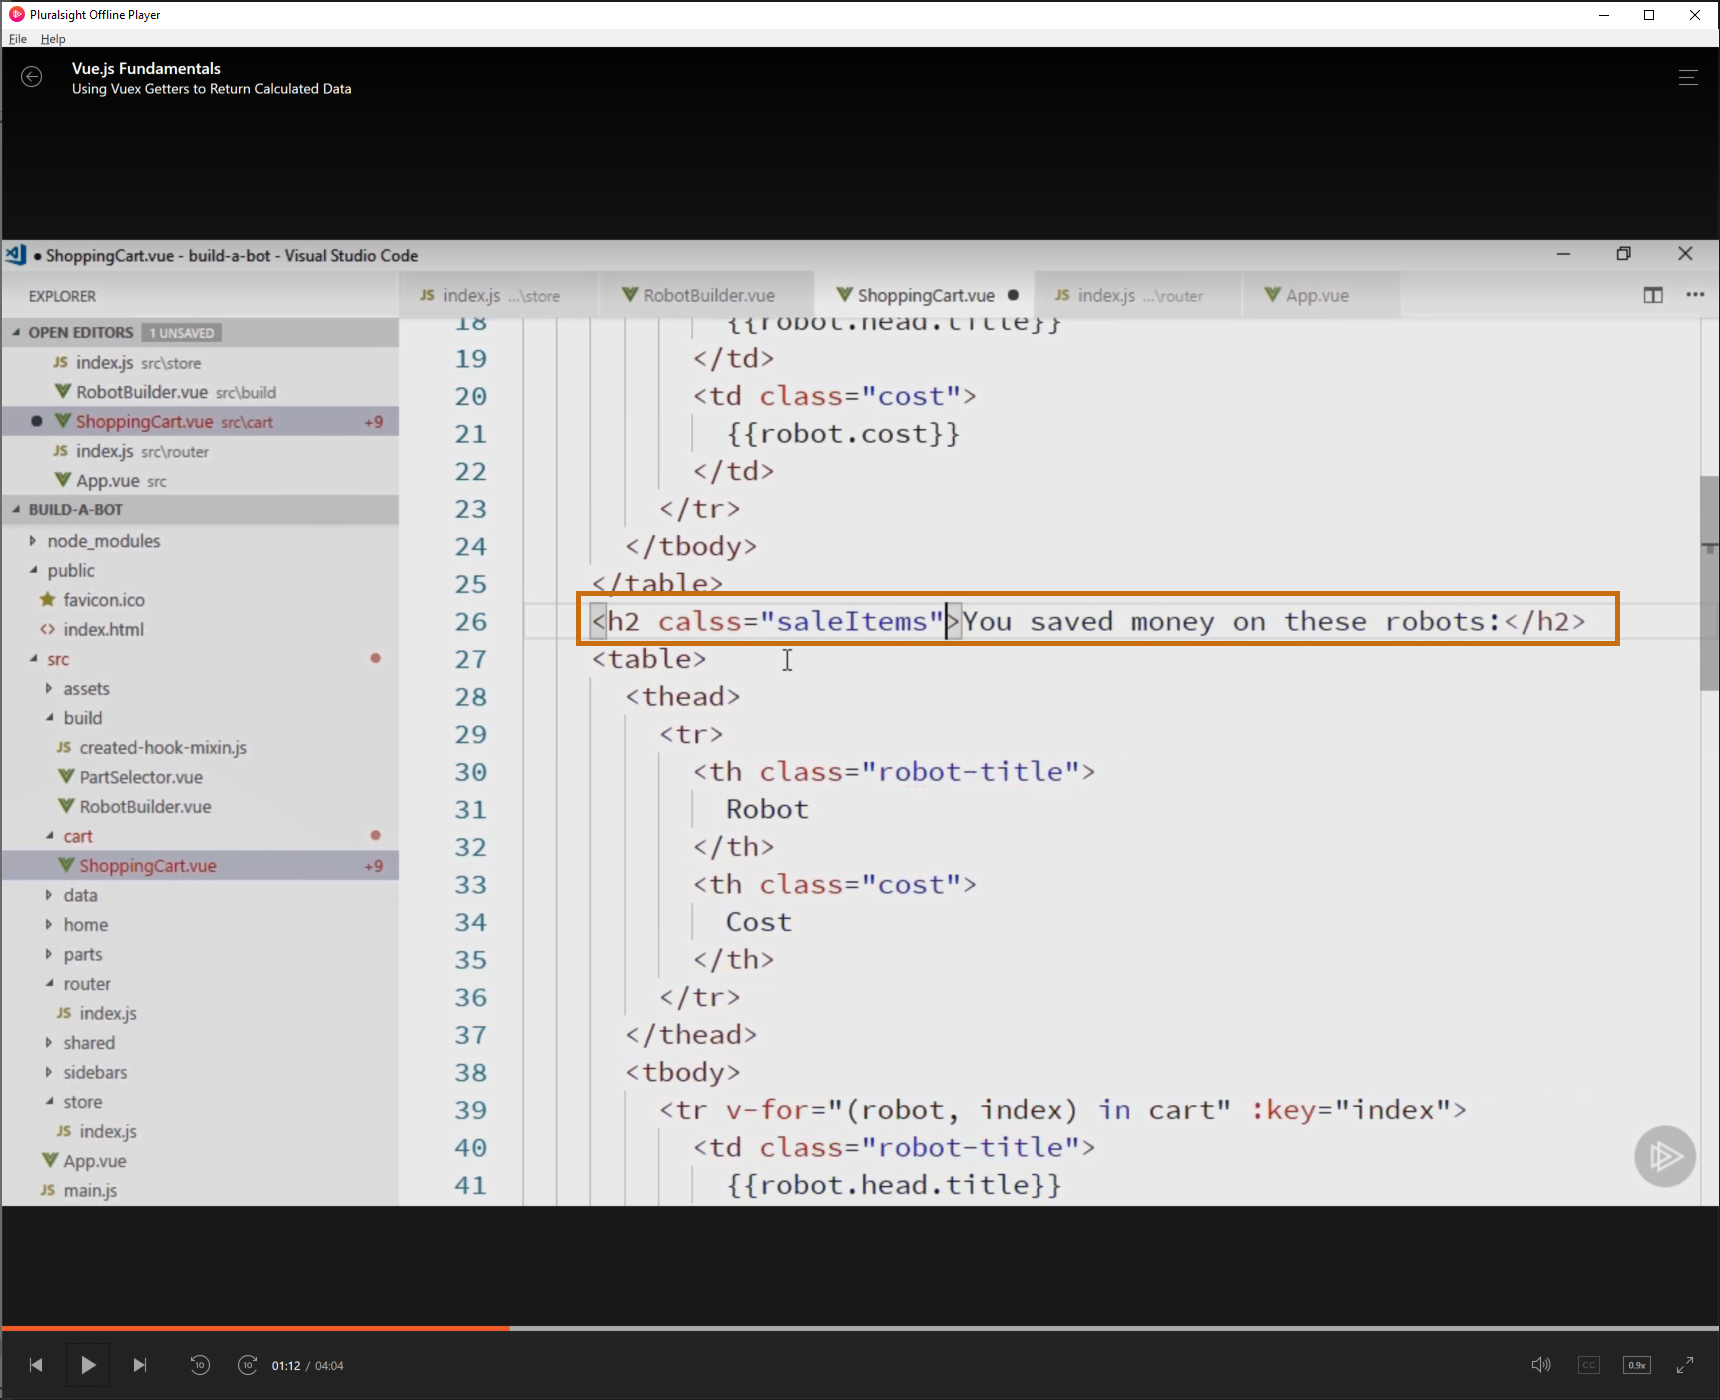 Pluralsight Offline Player
File Help
Vue.js Fundamentals
Using Vuex Getters to Return Calculated Data
● ShoppingCart.vue - build-a-bot - Visual Studio Code
EXPLORER
JS index.js ...\store
RobotBuilder.vue
ShoppingCart.vue ●
JS index.js ...\router
App.vue
OPEN EDITORS 1 UNSAVED
JS index.js src\store
RobotBuilder.vue src\build
● ShoppingCart.vue src\cart +9
JS index.js src\router
App.vue src
BUILD-A-BOT
node_modules
public
favicon.ico
<> index.html
src
assets
build
JS created-hook-mixin.js
PartSelector.vue
RobotBuilder.vue
cart
ShoppingCart.vue +9
data
home
parts
router
JS index.js
shared
sidebars
store
JS index.js
App.vue
JS main.js
18 {{robot.head.title}}
19 </td>
20 <td class="cost">
21 {{robot.cost}}
22 </td>
23 </tr>
24 </tbody>
25 </table>
26 <h2 calss="saleItems">You saved money on these robots:</h2>
27 <table>
28 <thead>
29 <tr>
30 <th class="robot-title">
31 Robot
32 </th>
33 <th class="cost">
34 Cost
35 </th>
36 </tr>
37 </thead>
38 <tbody>
39 <tr v-for="(robot, index) in cart" :key="index">
40 <td class="robot-title">
41 {{robot.head.title}}
10
10
01:12 / 04:04
CC
0.9x